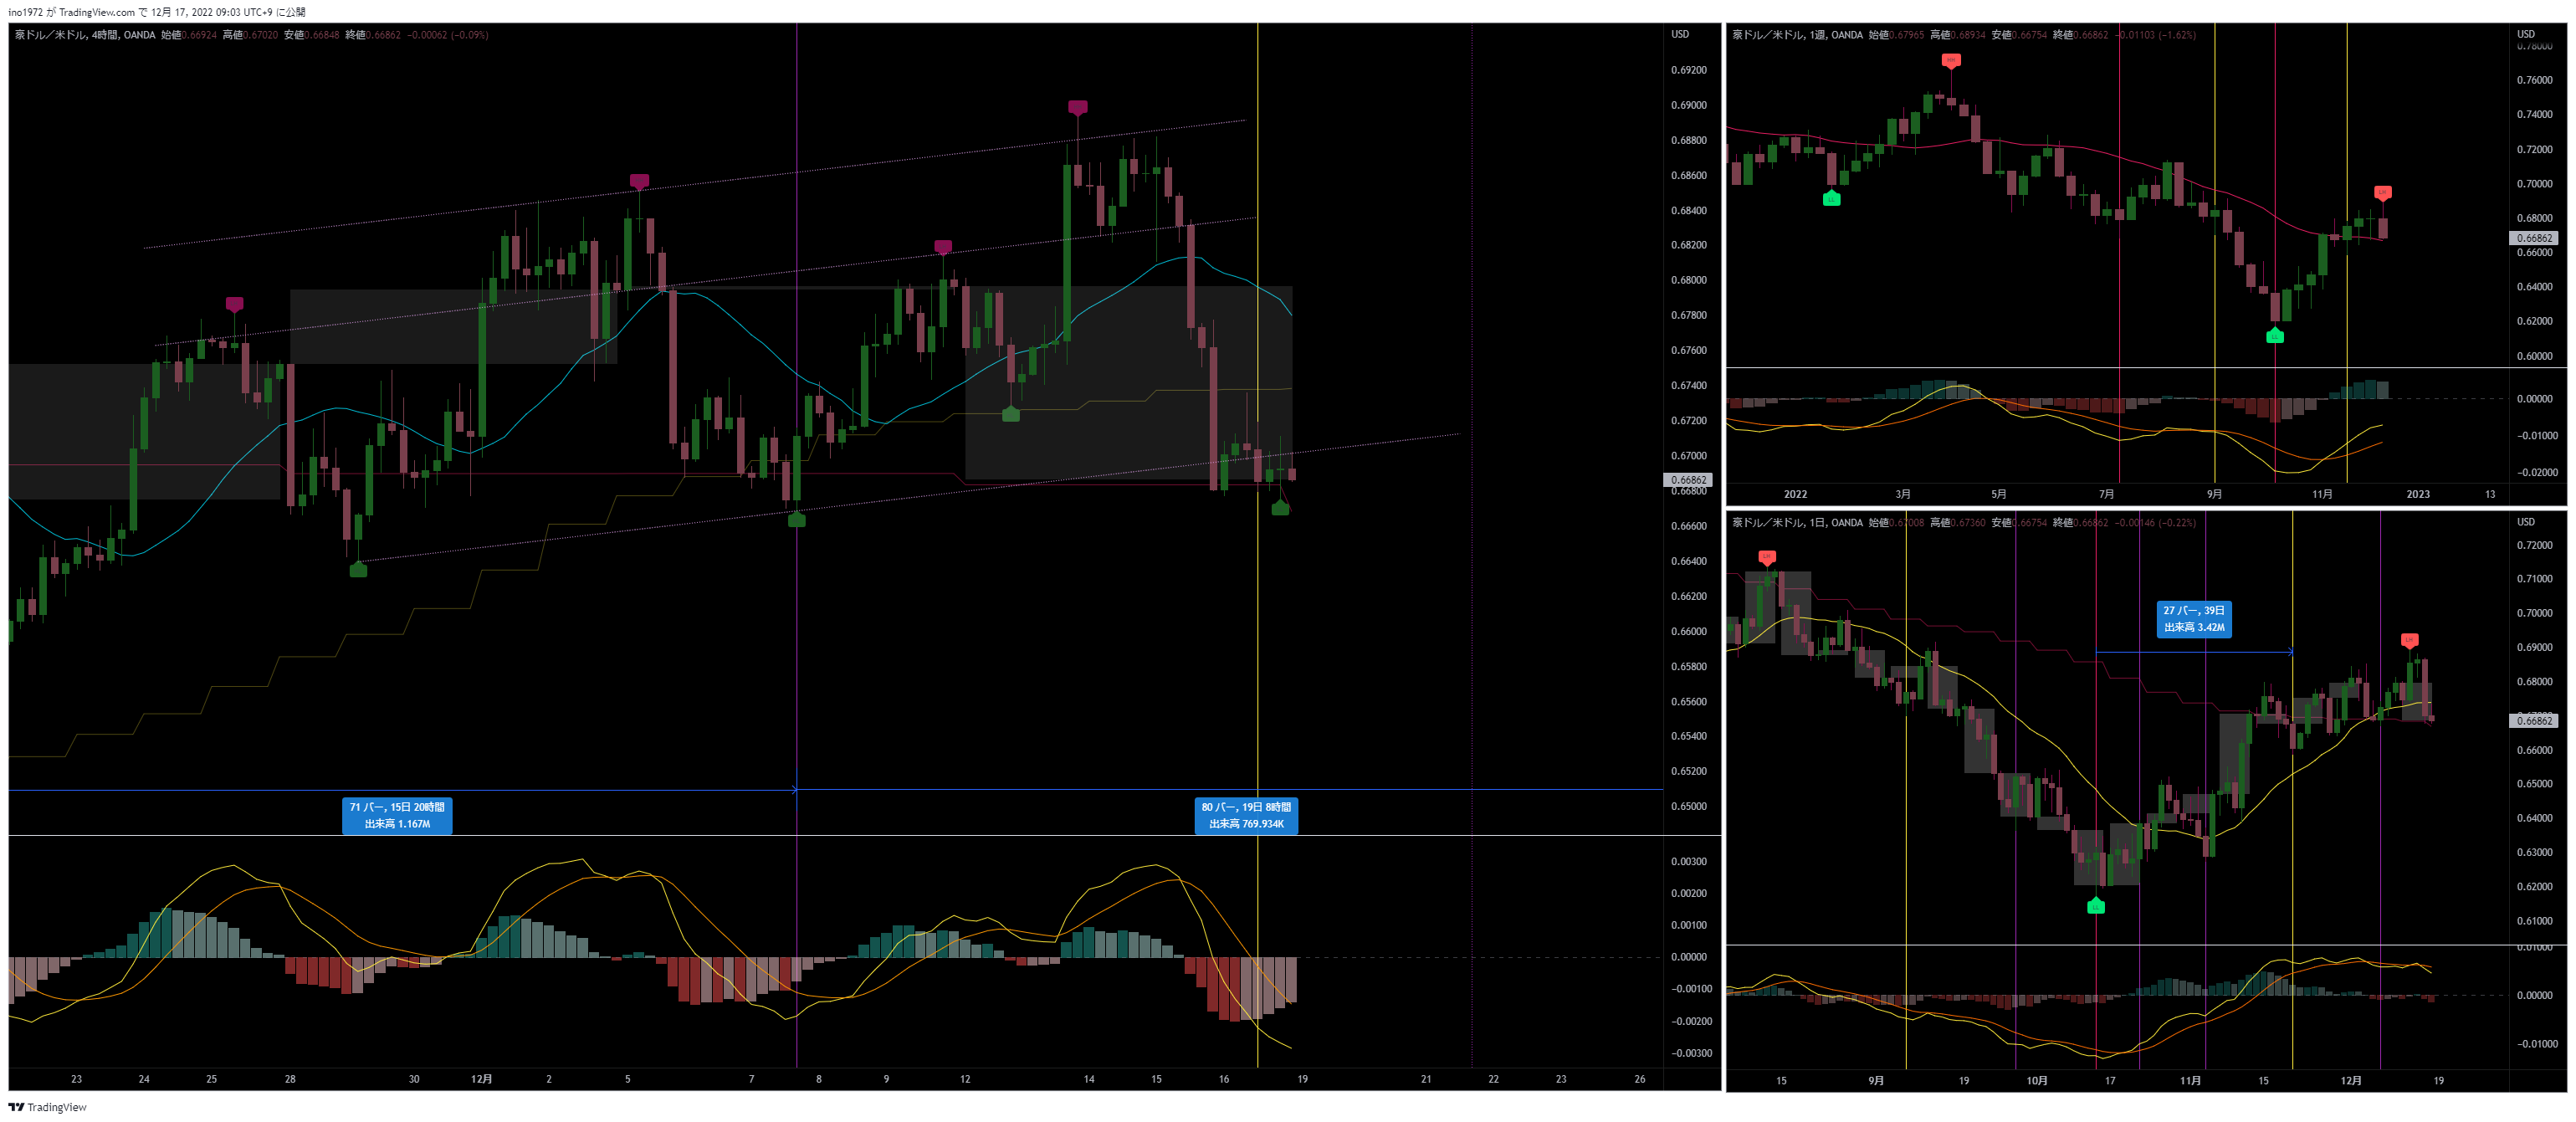 ino1972 が TradingView.com で 12月 17, 2022 09:03 UTC+9 に公開
豪ドル／米ドル, 4時間, OANDA 始値0.66924 高値0.67020 安値0.66848 終値0.66862 −0.00062 (−0.09%)
USD
0.69200
0.69000
0.68800
0.68600
0.68400
0.68200
0.68000
0.67800
0.67600
0.67400
0.67200
0.67000
0.66862
0.66800
0.66600
0.66400
0.66200
0.66000
0.65800
0.65600
0.65400
0.65200
0.65000
71 バー, 15日 20時間
出来高 1.167M
80 バー, 19日 8時間
出来高 769.934K
0.00300
0.00200
0.00100
0.00000
−0.00100
−0.00200
−0.00300
23 24 25 28 30 12月 2 5 7 8 9 12 14 15 16 19 21 22 23 26
豪ドル／米ドル, 1週, OANDA 始値0.67965 高値0.68934 安値0.66754 終値0.66862 −0.01103 (−1.62%)
USD
0.78000
0.76000
0.74000
0.72000
0.70000
0.68000
0.66862
0.66000
0.64000
0.62000
0.60000
HH
LL
LL
LH
0.00000
−0.01000
−0.02000
2022 3月 5月 7月 9月 11月 2023 13
豪ドル／米ドル, 1日, OANDA 始値0.67008 高値0.67360 安値0.66754 終値0.66862 −0.00146 (−0.22%)
USD
0.72000
0.71000
0.70000
0.69000
0.68000
0.66862
0.66000
0.65000
0.64000
0.63000
0.62000
0.61000
LH
27 バー, 39日
出来高 3.42M
LH
LL
0.01000
0.00000
−0.01000
15 9月 19 10月 17 11月 15 12月 19
TradingView